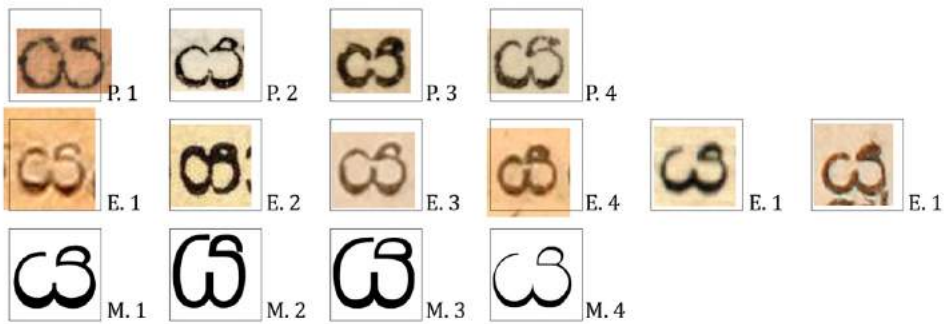 ස P. 1 ස P. 2 ස P. 3 ස P. 4
ස E. 1 ස E. 2 ස E. 3 ස E. 4 ස E. 1 ස E. 1
ස M. 1 ස M. 2 ස M. 3 ස M. 4